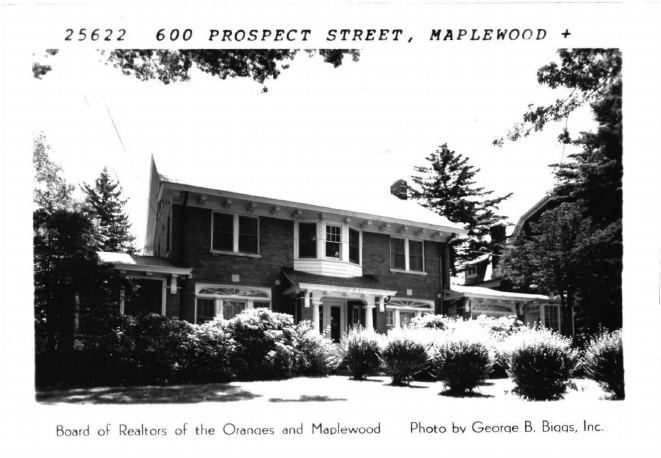 25622 600 PROSPECT STREET, MAPLEWOOD +
Board of Realtors of the Oranges and Maplewood Photo by George B. Biggs, Inc.